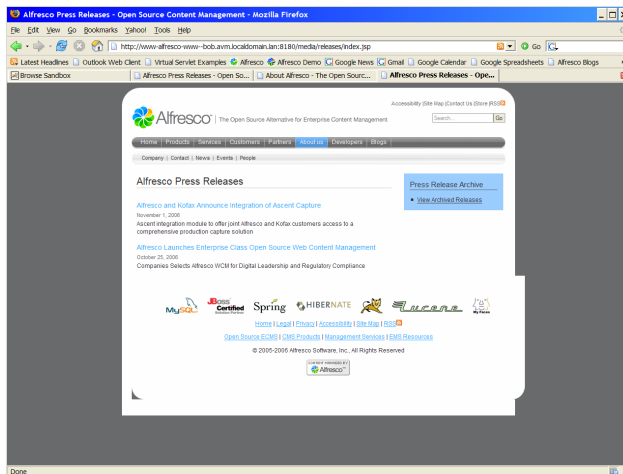 Alfresco Press Releases - Open Source Content Management - Mozilla Firefox
File Edit View Go Bookmarks Yahoo! Tools Help
http://www-alfresco-www--bob.avm.localdomain.lan:8180/media/releases/index.jsp Go
Latest Headlines Outlook Web Client Virtual Servlet Examples Alfresco Alfresco Demo Google News Gmail Google Calendar Google Spreadsheets Alfresco Blogs
Browse Sandbox Alfresco Press Releases - Open So... About Alfresco - The Open Sourc... Alfresco Press Releases - Ope...
Accessibility |Site Map |Contact Us |Store |RSS
Alfresco The Open Source Alternative for Enterprise Content Management Search... Go
Home | Products | Services | Customers | Partners | About us | Developers | Blogs |
Company | Contact | News | Events | People
Alfresco Press Releases
Press Release Archive
View Archived Releases
Alfresco and Kofax Announce Integration of Ascent Capture
November 1, 2006
Ascent integration module to offer joint Alfresco and Kofax customers access to a
comprehensive production capture solution
Alfresco Launches Enterprise Class Open Source Web Content Management
October 25, 2006
Companies Selects Alfresco WCM for Digital Leadership and Regulatory Compliance
MySQL JBoss Certified Solution Partner Spring HIBERNATE Lucene My Faces
Home | Legal | Privacy | Accessibility | Site Map | RSS
Open Source ECMS | CMS Products | Management Services | EMS Resources
© 2005-2006 Alfresco Software, Inc., All Rights Reserved
CONTENT MANAGED BY
Alfresco™
Done